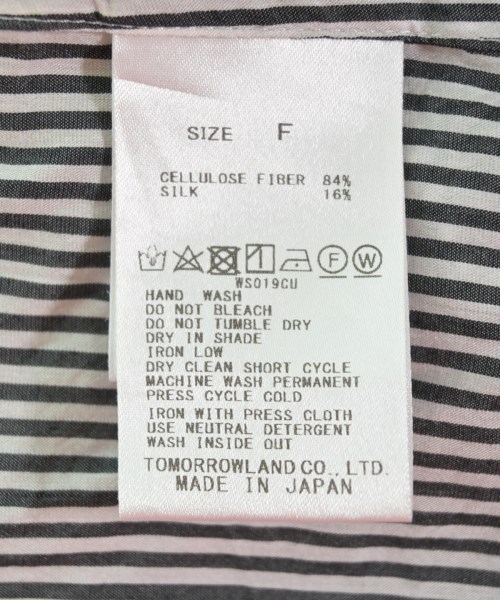 SIZE F
CELLULOSE FIBER 84%
SILK 16%
F W
WS019CU
HAND WASH
DO NOT BLEACH
DO NOT TUMBLE DRY
DRY IN SHADE
IRON LOW
DRY CLEAN SHORT CYCLE
MACHINE WASH PERMANENT
PRESS CYCLE COLD
IRON WITH PRESS CLOTH
USE NEUTRAL DETERGENT
WASH INSIDE OUT
TOMORROWLAND CO., LTD.
MADE IN JAPAN